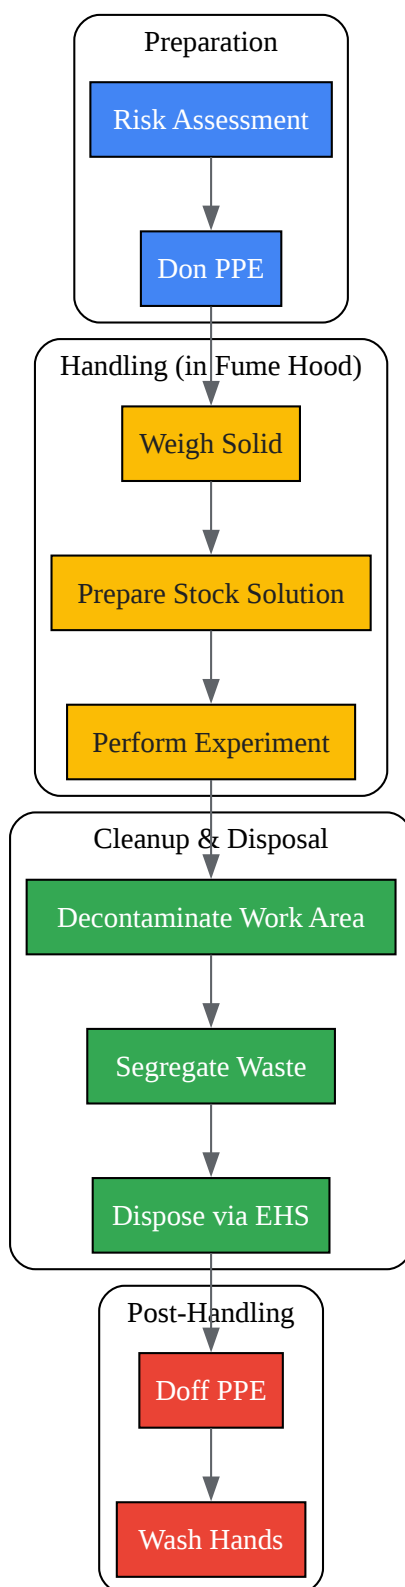 Preparation
Risk Assessment
Don PPE
Handling (in Fume Hood)
Weigh Solid
Prepare Stock Solution
Perform Experiment
Cleanup & Disposal
Decontaminate Work Area
Segregate Waste
Dispose via EHS
Post-Handling
Doff PPE
Wash Hands